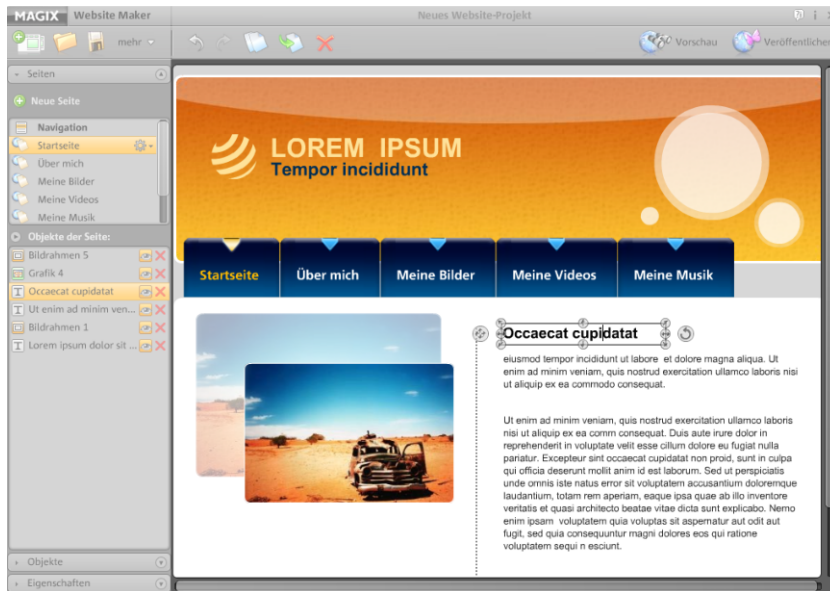 MAGIX Website Maker
Neues Website-Projekt
mehr
Vorschau
Veröffentlichen
Seiten
Neue Seite
Navigation
Startseite
Über mich
Meine Bilder
Meine Videos
Meine Musik
Objekte der Seite:
Bildrahmen 5
Grafik 4
Occaecat cupidatat
Ut enim ad minim ven...
Bildrahmen 1
Lorem ipsum dolor sit ...
Objekte
Eigenschaften
LOREM IPSUM
Tempor incididunt
Startseite
Über mich
Meine Bilder
Meine Videos
Meine Musik
Occaecat cupidatat
eiusmod tempor incididunt ut labore et dolore magna aliqua. Ut
enim ad minim veniam, quis nostrud exercitation ullamco laboris nisi
ut aliquip ex ea commodo consequat.
Ut enim ad minim veniam, quis nostrud exercitation ullamco laboris
nisi ut aliquip ex ea comm consequat. Duis aute irure dolor in
reprehenderit in voluptate velit esse cillum dolore eu fugiat nulla
pariatur. Excepteur sint occaecat cupidatat non proid, sunt in culpa
qui officia deserunt mollit anim id est laborum. Sed ut perspiciatis
unde omnis iste natus error sit voluptatem accusantium doloremque
laudantium, totam rem aperiam, eaque ipsa quae ab illo inventore
veritatis et quasi architecto beatae vitae dicta sunt explicabo. Nemo
enim ipsam voluptatem quia voluptas sit aspernatur aut odit aut
fugit, sed quia consequuntur magni dolores eos qui ratione
voluptatem sequi n esciunt.